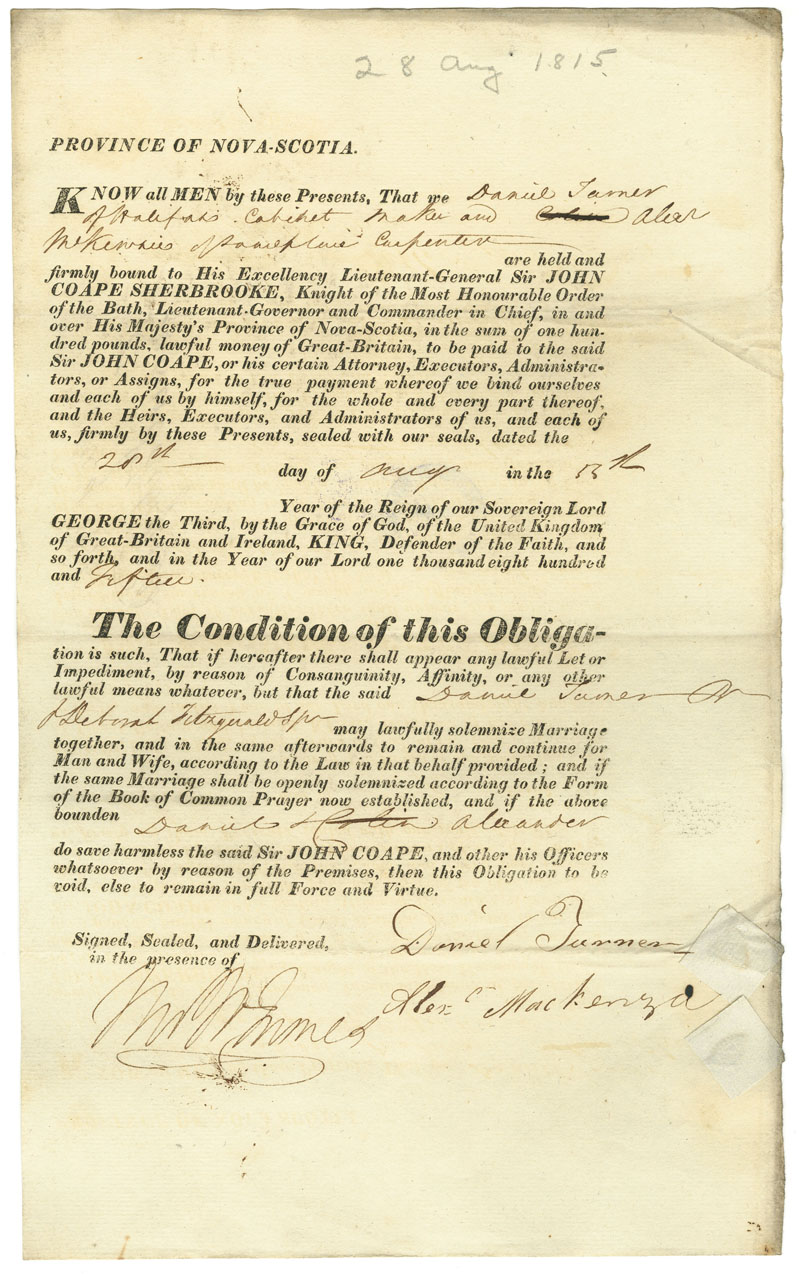 28 Aug 1815
PROVINCE OF NOVA-SCOTIA.
KNOW all MEN by these Presents, That we Daniel Turner
of Halifax Cabinet Maker and Alexr
McKenzie of same place Carpenter
are held and
firmly bound to His Excellency Lieutenant-General Sir JOHN
COAPE SHERBROOKE, Knight of the Most Honourable Order
of the Bath, Lieutenant-Governor and Commander in Chief, in and
over His Majesty's Province of Nova-Scotia, in the sum of one hun-
dred pounds, lawful money of Great-Britain, to be paid to the said
Sir JOHN COAPE, or his certain Attorney, Executors, Administra-
tors, or Assigns, for the true payment whereof we bind ourselves
and each of us by himself, for the whole and every part thereof,
and the Heirs, Executors, and Administrators of us, and each of
us, firmly by these Presents, sealed with our seals, dated the
28th day of Aug in the
Year of the Reign of our Sovereign Lord
GEORGE the Third, by the Grace of God, of the United Kingdom
of Great-Britain and Ireland, KING, Defender of the Faith, and
so forth, and in the Year of our Lord one thousand eight hundred
and fifteen.
The Condition of this Obliga-
tion is such, That if hereafter there shall appear any lawful Let or
Impediment, by reason of Consanguinity, Affinity, or any other
lawful means whatever, but that the said Daniel Turner
& Deborah Fitzgerald Spr may lawfully solemnize Marriage
together, and in the same afterwards to remain and continue for
Man and Wife, according to the Law in that behalf provided; and if
the same Marriage shall be openly solemnized according to the Form
of the Book of Common Prayer now established, and if the above
bounden Daniel & Colin Alexander
do save harmless the said Sir JOHN COAPE, and other his Officers
whatsoever by reason of the Premises, then this Obligation to be
void, else to remain in full Force and Virtue.
Signed, Sealed, and Delivered,
in the presence of
Daniel Turner
Alexr Mackenza